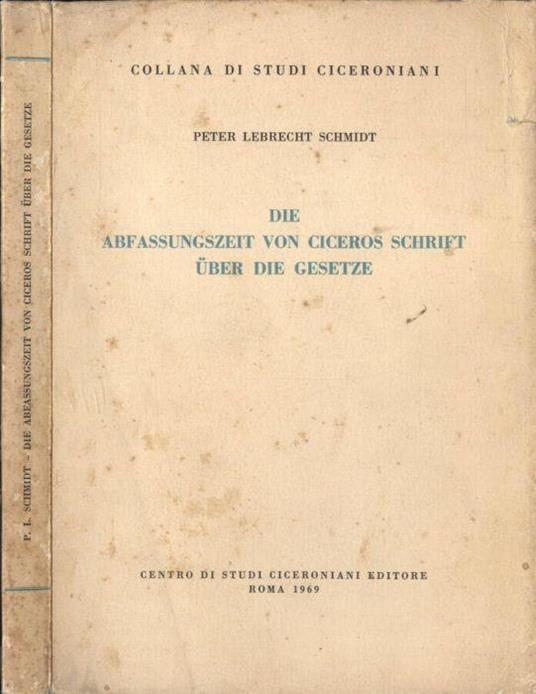 P. L. SCHMIDT – DIE ABFASSUNGSZEIT VON CICEROS SCHRIFT ÜBER DIE GESETZE
COLLANA DI STUDI CICERONIANI
PETER LEBRECHT SCHMIDT
DIE
ABFASSUNGSZEIT VON CICEROS SCHRIFT
ÜBER DIE GESETZE
CENTRO DI STUDI CICERONIANI EDITORE
ROMA 1969